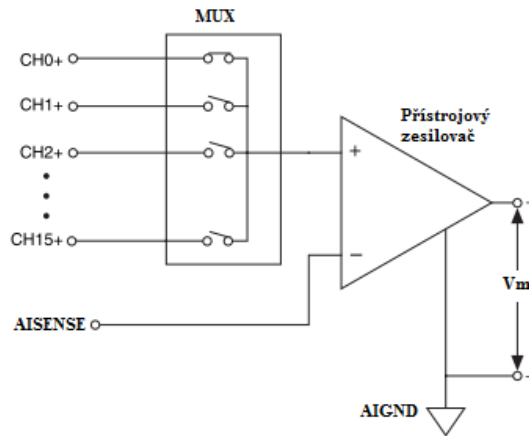 MUX
CH0+
CH1+
CH2+
CH15+
Přístrojový
zesilovač
+
−
AISENSE
+
Vm
-
AIGND